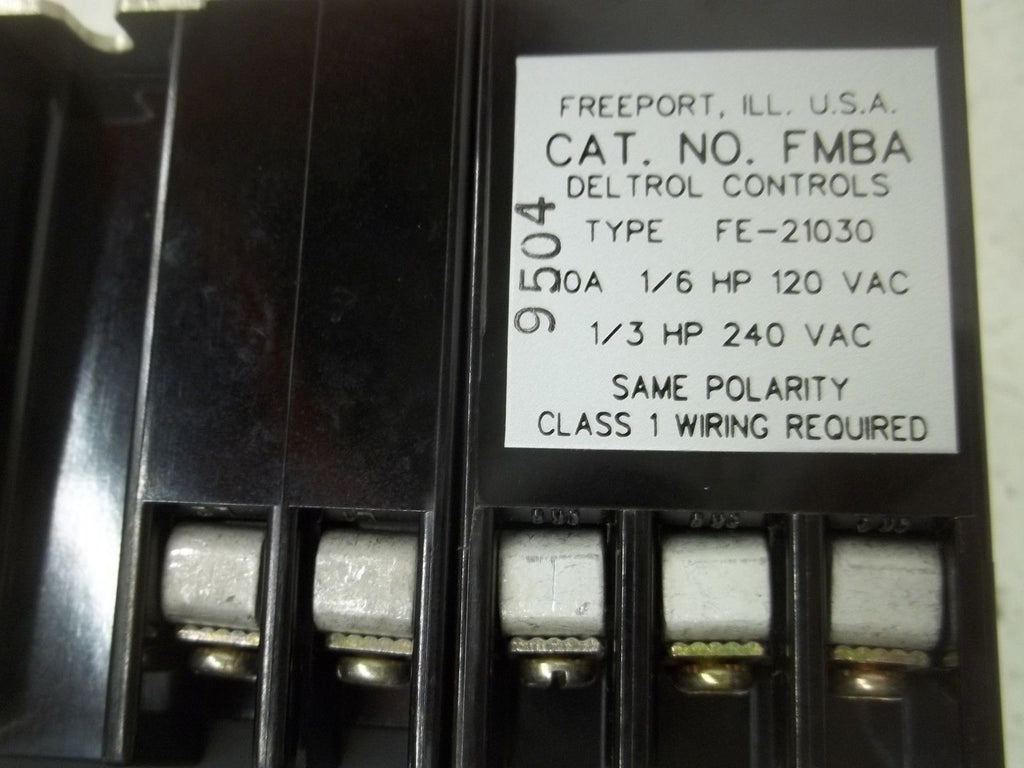 FREEPORT, ILL. U.S.A.
CAT. NO. FMBA
DELTROL CONTROLS
TYPE FE-21030
0A 1/6 HP 120 VAC
1/3 HP 240 VAC
SAME POLARITY
CLASS 1 WIRING REQUIRED
9504